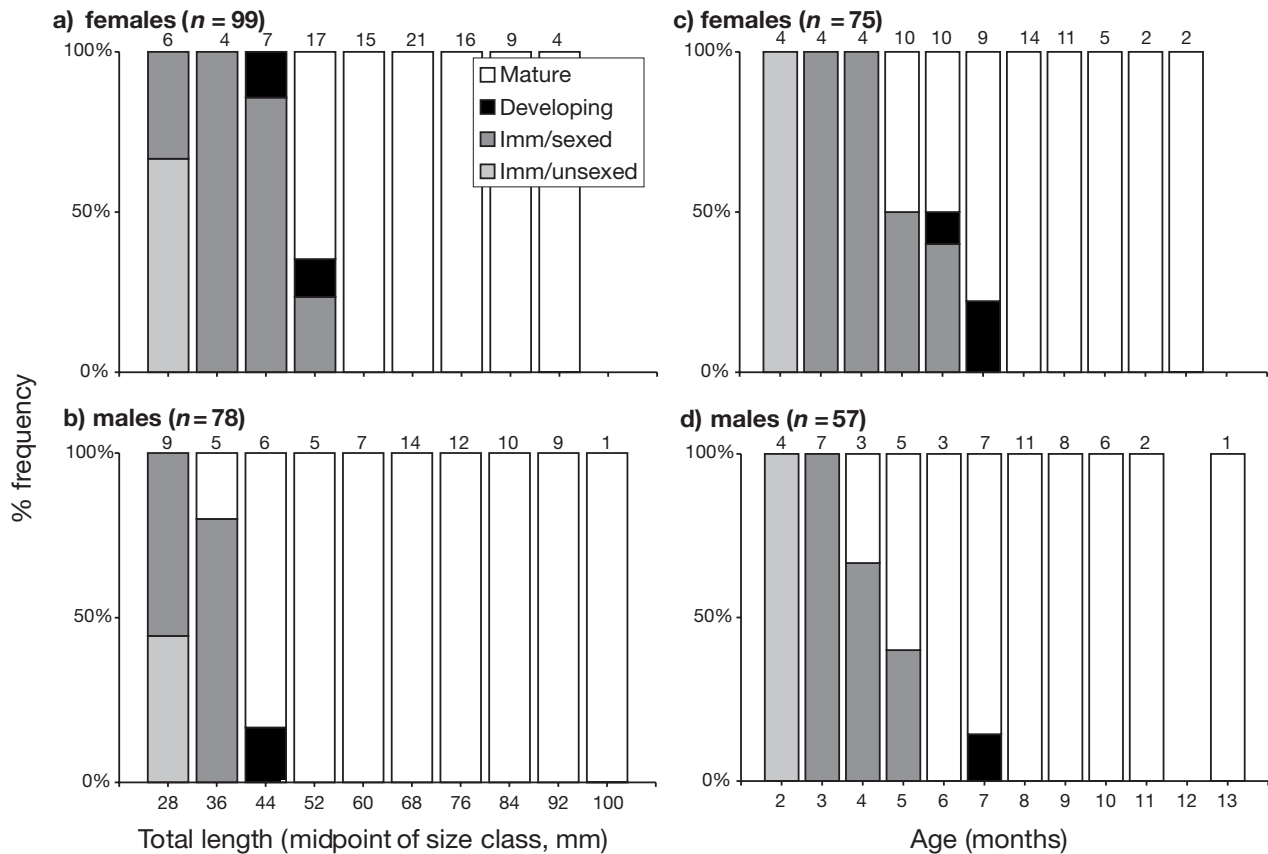 a) females (n = 99)
6 4 7 17 15 21 16 9 4
100%
50%
0%
Mature
Developing
Imm/sexed
Imm/unsexed
c) females (n = 75)
4 4 4 10 10 9 14 11 5 2 2
100%
50%
0%
% frequency
b) males (n = 78)
9 5 6 5 7 14 12 10 9 1
100%
50%
0%
28 36 44 52 60 68 76 84 92 100
Total length (midpoint of size class, mm)
d) males (n = 57)
4 7 3 5 3 7 11 8 6 2 1
100%
50%
0%
2 3 4 5 6 7 8 9 10 11 12 13
Age (months)